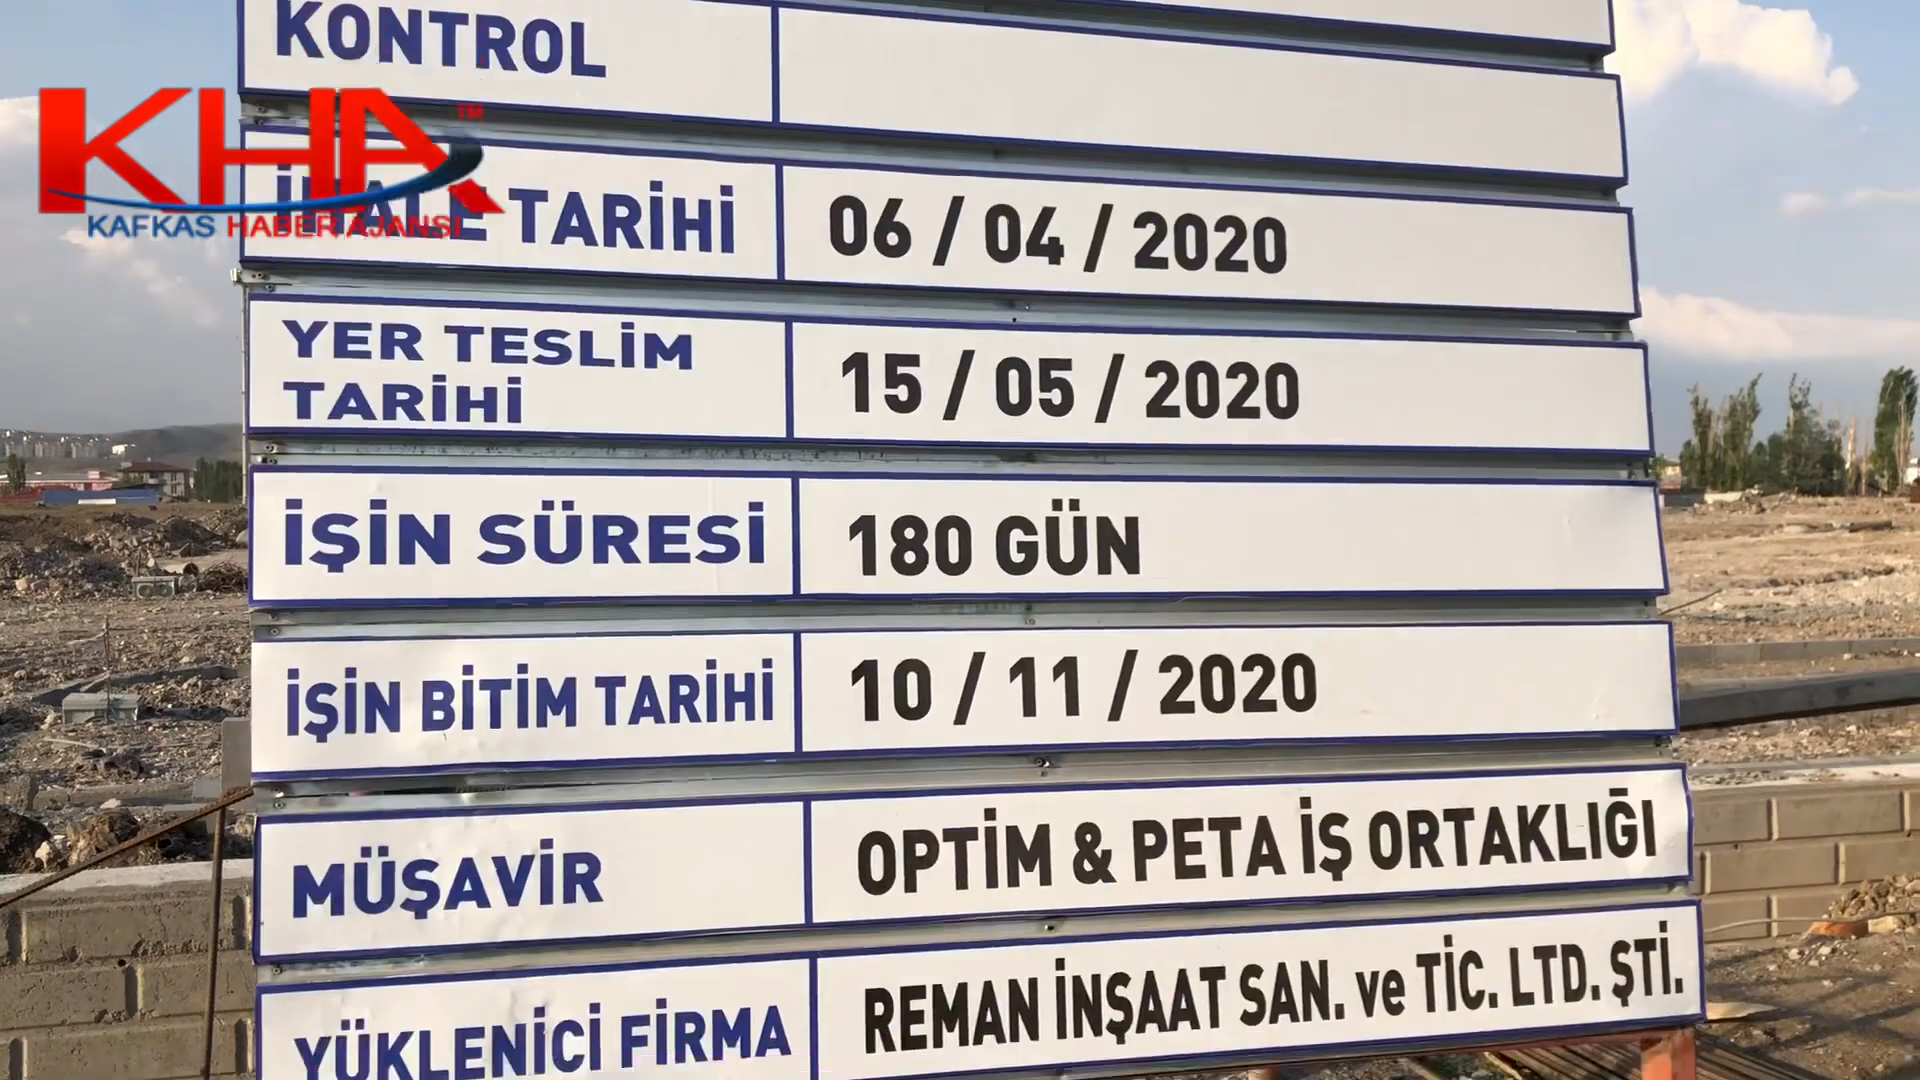 KONTROL
KHA TM
KAFKAS HABER AJANSI
İHALE TARİHİ 06 / 04 / 2020
YER TESLİM TARİHİ 15 / 05 / 2020
İŞİN SÜRESİ 180 GÜN
İŞİN BİTİM TARİHİ 10 / 11 / 2020
MÜŞAVİR OPTİM & PETA İŞ ORTAKLIĞI
YÜKLENİCİ FİRMA REMAN İNŞAAT SAN. ve TİC. LTD. ŞTİ.